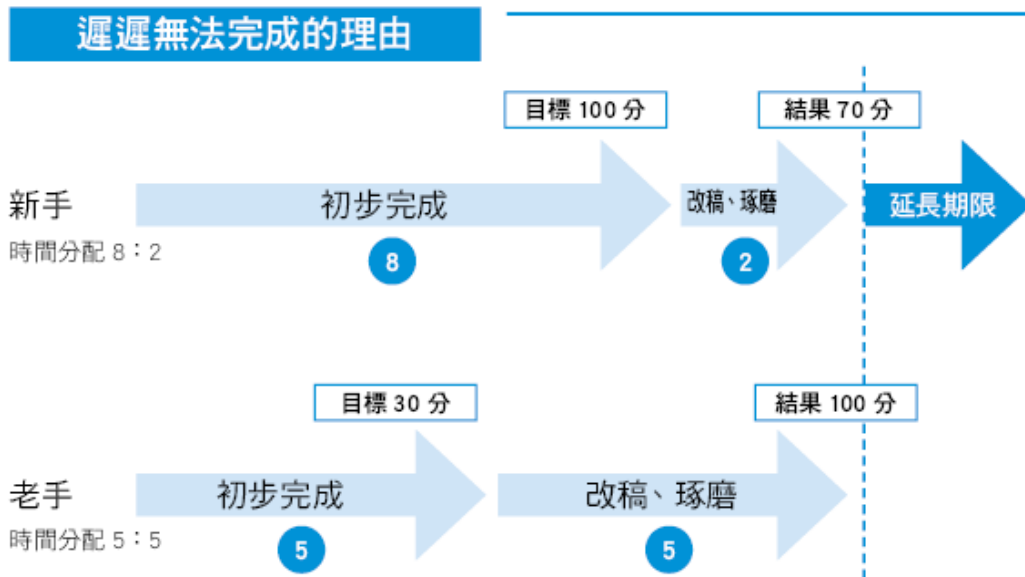 遲遲無法完成的理由
目標 100 分
結果 70 分
新手
初步完成
改稿、琢磨
延長期限
時間分配 8：2
8
2
目標 30 分
結果 100 分
老手
初步完成
改稿、琢磨
時間分配 5：5
5
5